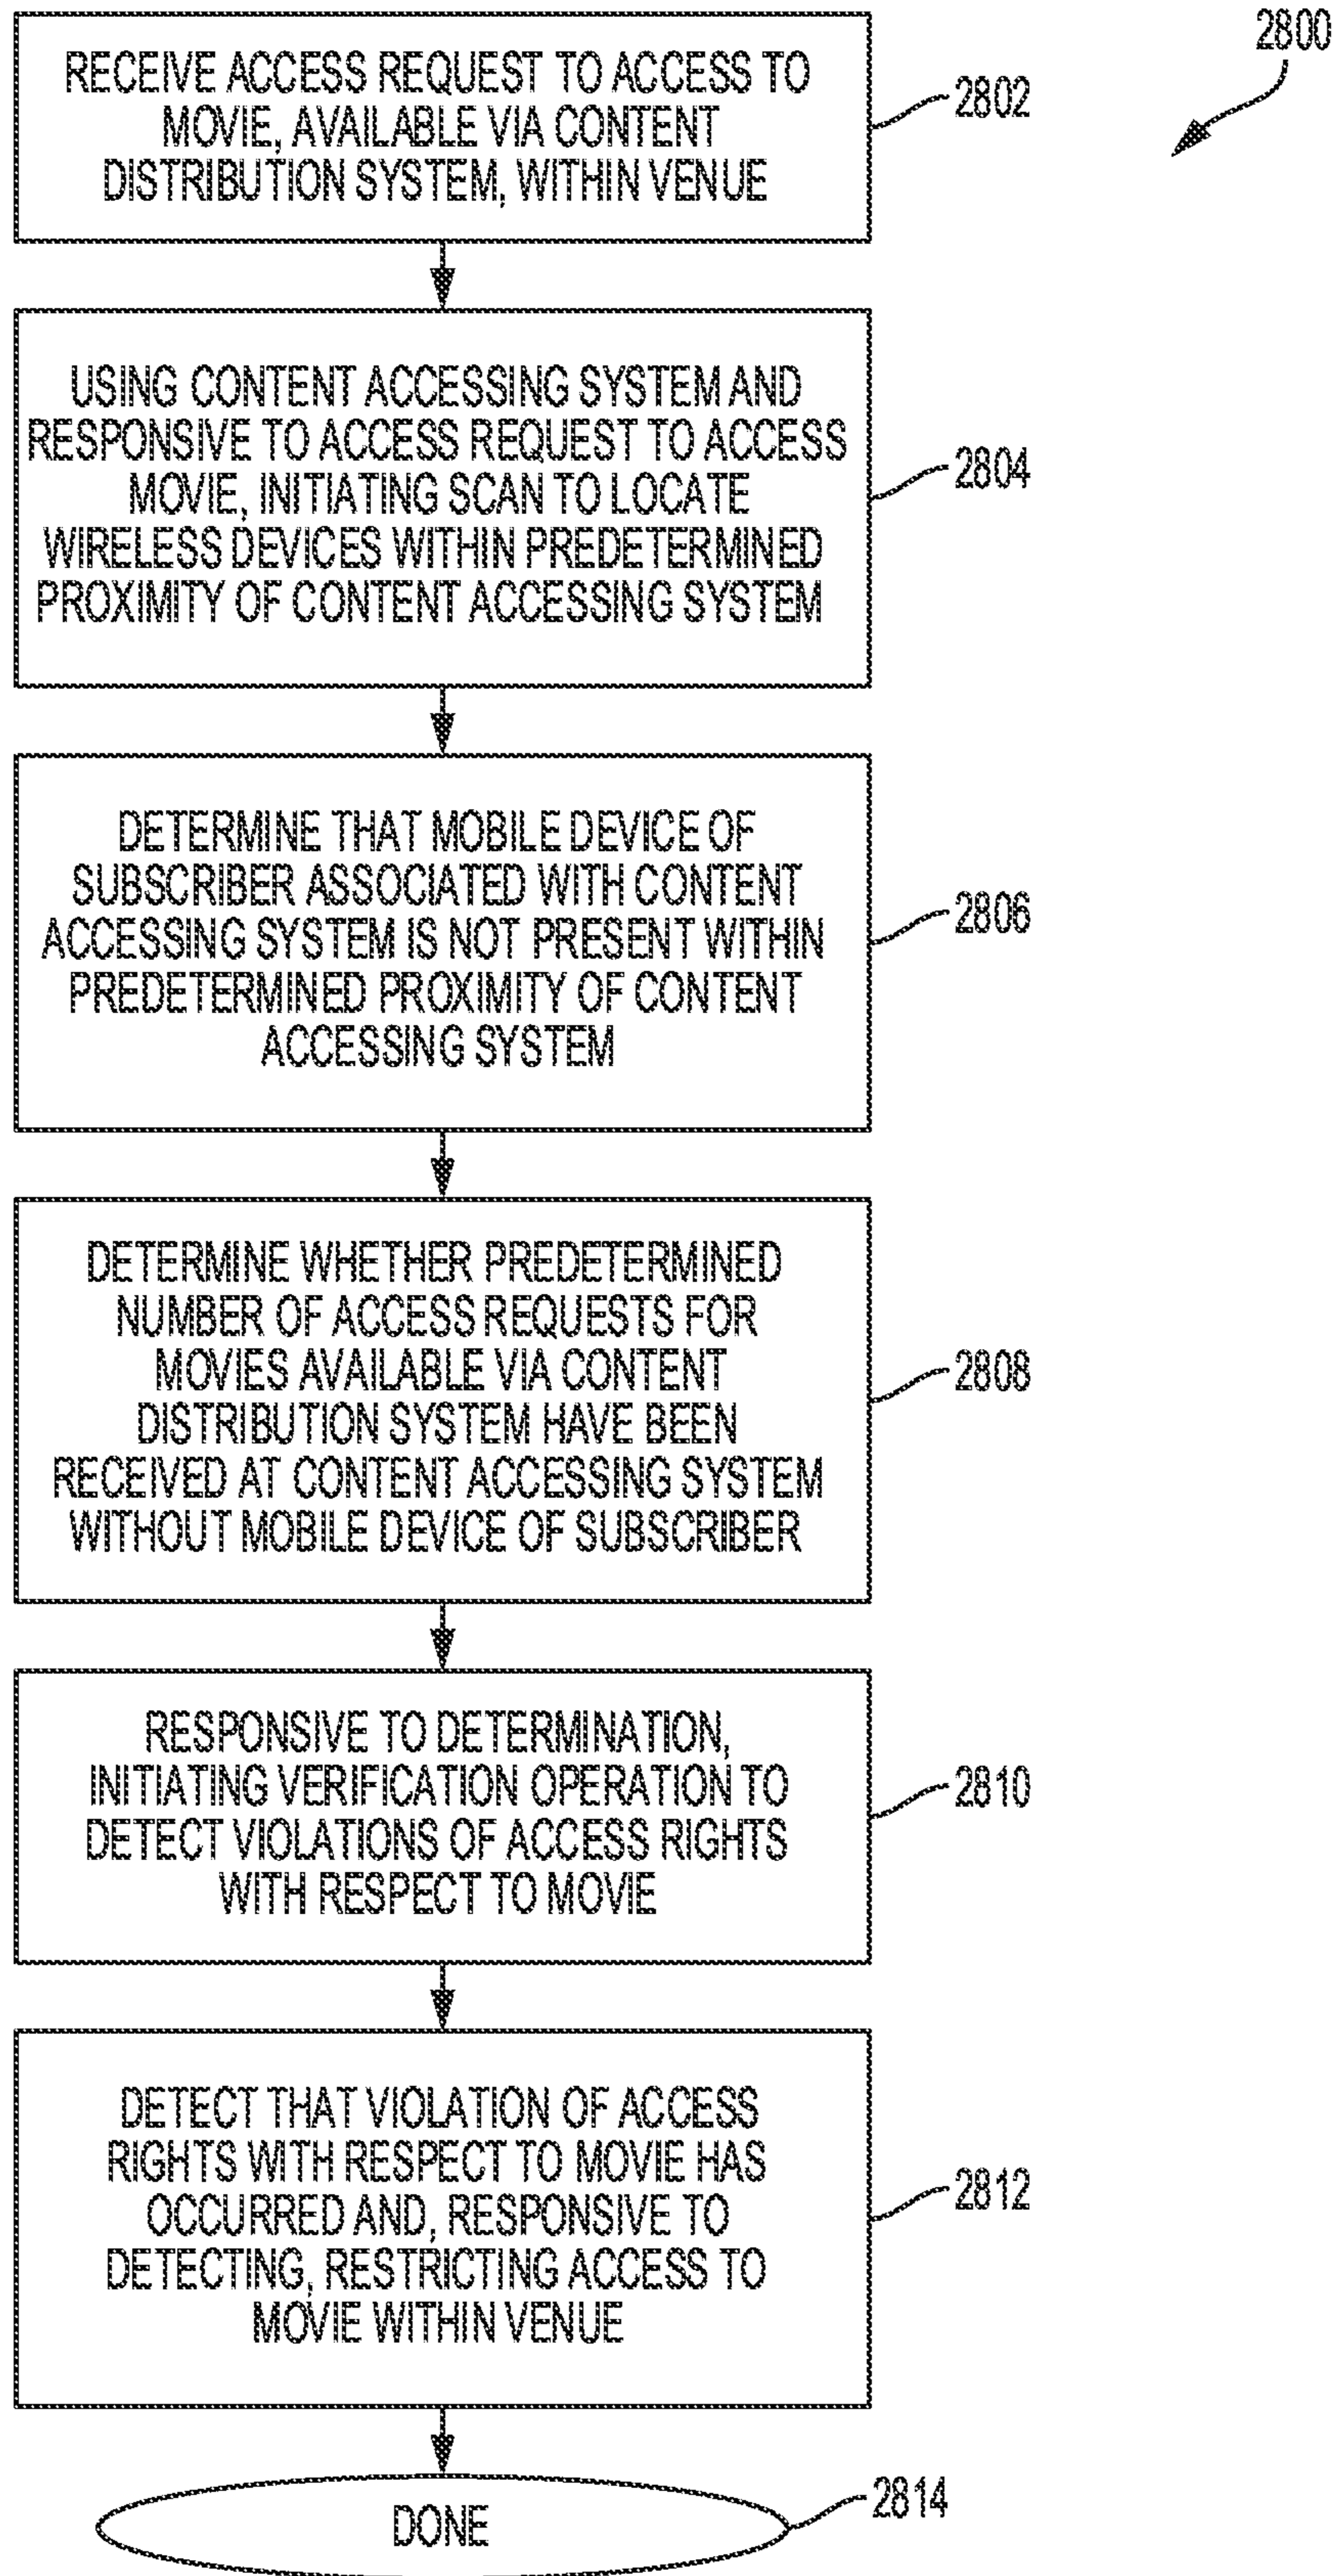 2800
RECEIVE ACCESS REQUEST TO ACCESS TO
MOVIE, AVAILABLE VIA CONTENT
DISTRIBUTION SYSTEM, WITHIN VENUE
2802
USING CONTENT ACCESSING SYSTEM AND
RESPONSIVE TO ACCESS REQUEST TO ACCESS
MOVIE, INITIATING SCAN TO LOCATE
WIRELESS DEVICES WITHIN PREDETERMINED
PROXIMITY OF CONTENT ACCESSING SYSTEM
2804
DETERMINE THAT MOBILE DEVICE OF
SUBSCRIBER ASSOCIATED WITH CONTENT
ACCESSING SYSTEM IS NOT PRESENT WITHIN
PREDETERMINED PROXIMITY OF CONTENT
ACCESSING SYSTEM
2806
DETERMINE WHETHER PREDETERMINED
NUMBER OF ACCESS REQUESTS FOR
MOVIES AVAILABLE VIA CONTENT
DISTRIBUTION SYSTEM HAVE BEEN
RECEIVED AT CONTENT ACCESSING SYSTEM
WITHOUT MOBILE DEVICE OF SUBSCRIBER
2808
RESPONSIVE TO DETERMINATION,
INITIATING VERIFICATION OPERATION TO
DETECT VIOLATIONS OF ACCESS RIGHTS
WITH RESPECT TO MOVIE
2810
DETECT THAT VIOLATION OF ACCESS
RIGHTS WITH RESPECT TO MOVIE HAS
OCCURRED AND, RESPONSIVE TO
DETECTING, RESTRICTING ACCESS TO
MOVIE WITHIN VENUE
2812
DONE
2814